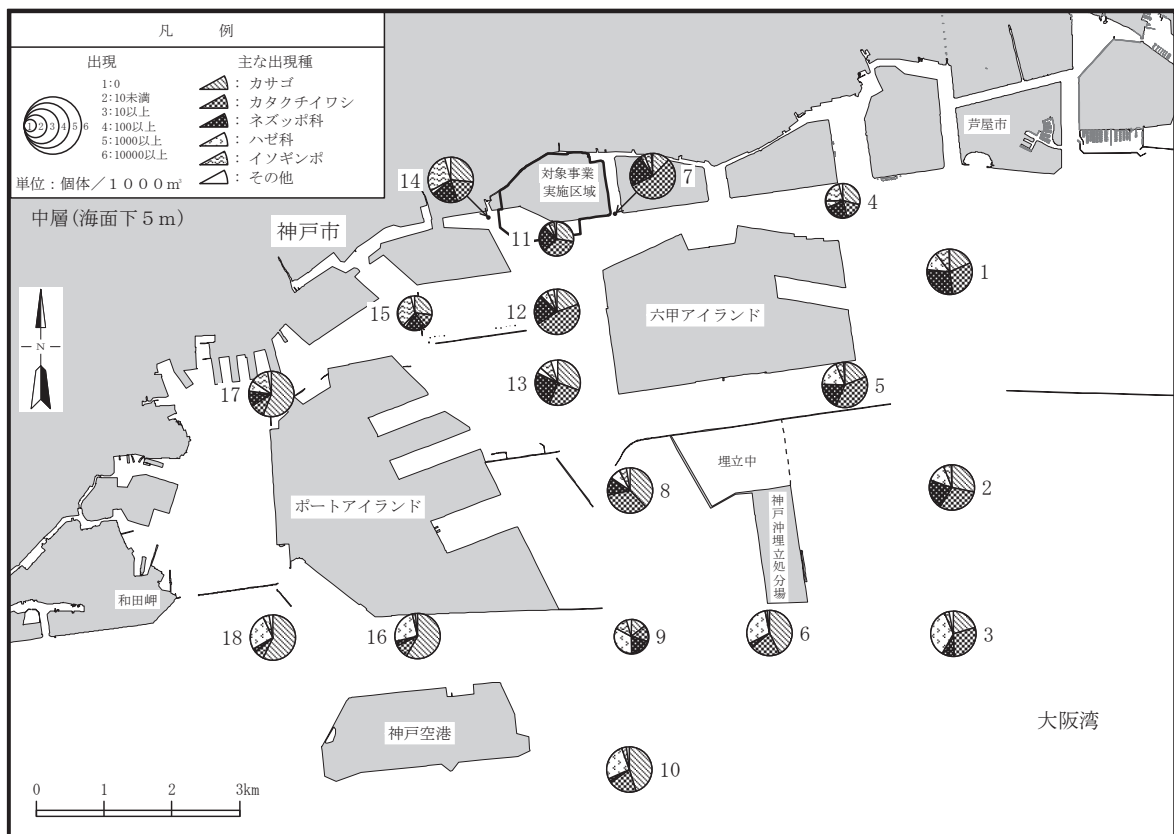 凡 例
出現
1:0
2:10未満
3:10以上
4:100以上
5:1000以上
6:10000以上
1 2 3 4 5 6
主な出現種
: カサゴ
: カタクチイワシ
: ネズッポ科
: ハゼ科
: イソギンポ
: その他
単位:個体/1000㎥
中層(海面下5m)
神戸市
芦屋市
対象事業
実施区域
14
7
4
11
1
六甲アイランド
15
12
13
17
5
埋立中
8
2
ポートアイランド
神戸沖埋立処分場
和田岬
18
16
9
6
3
神戸空港
大阪湾
10
N
0 1 2 3km